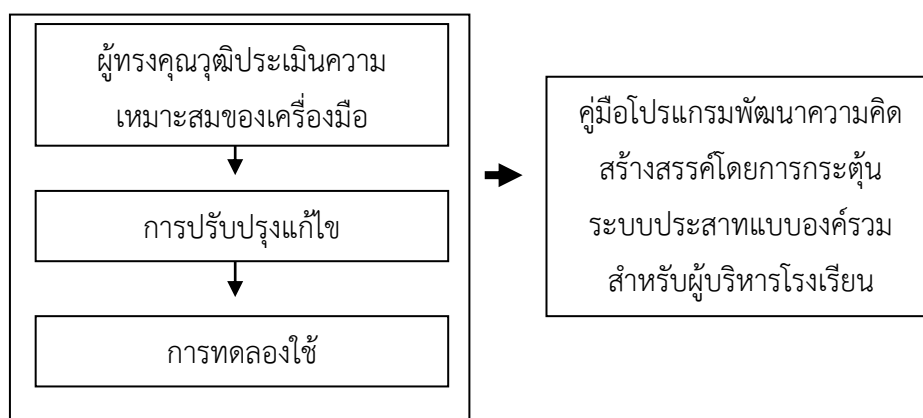 ผู้ทรงคุณวุฒิประเมินความ
เหมาะสมของเครื่องมือ
การปรับปรุงแก้ไข
การทดลองใช้
คู่มือโปรแกรมพัฒนาความคิด
สร้างสรรค์โดยการกระตุ้น
ระบบประสาทแบบองค์รวม
สำหรับผู้บริหารโรงเรียน